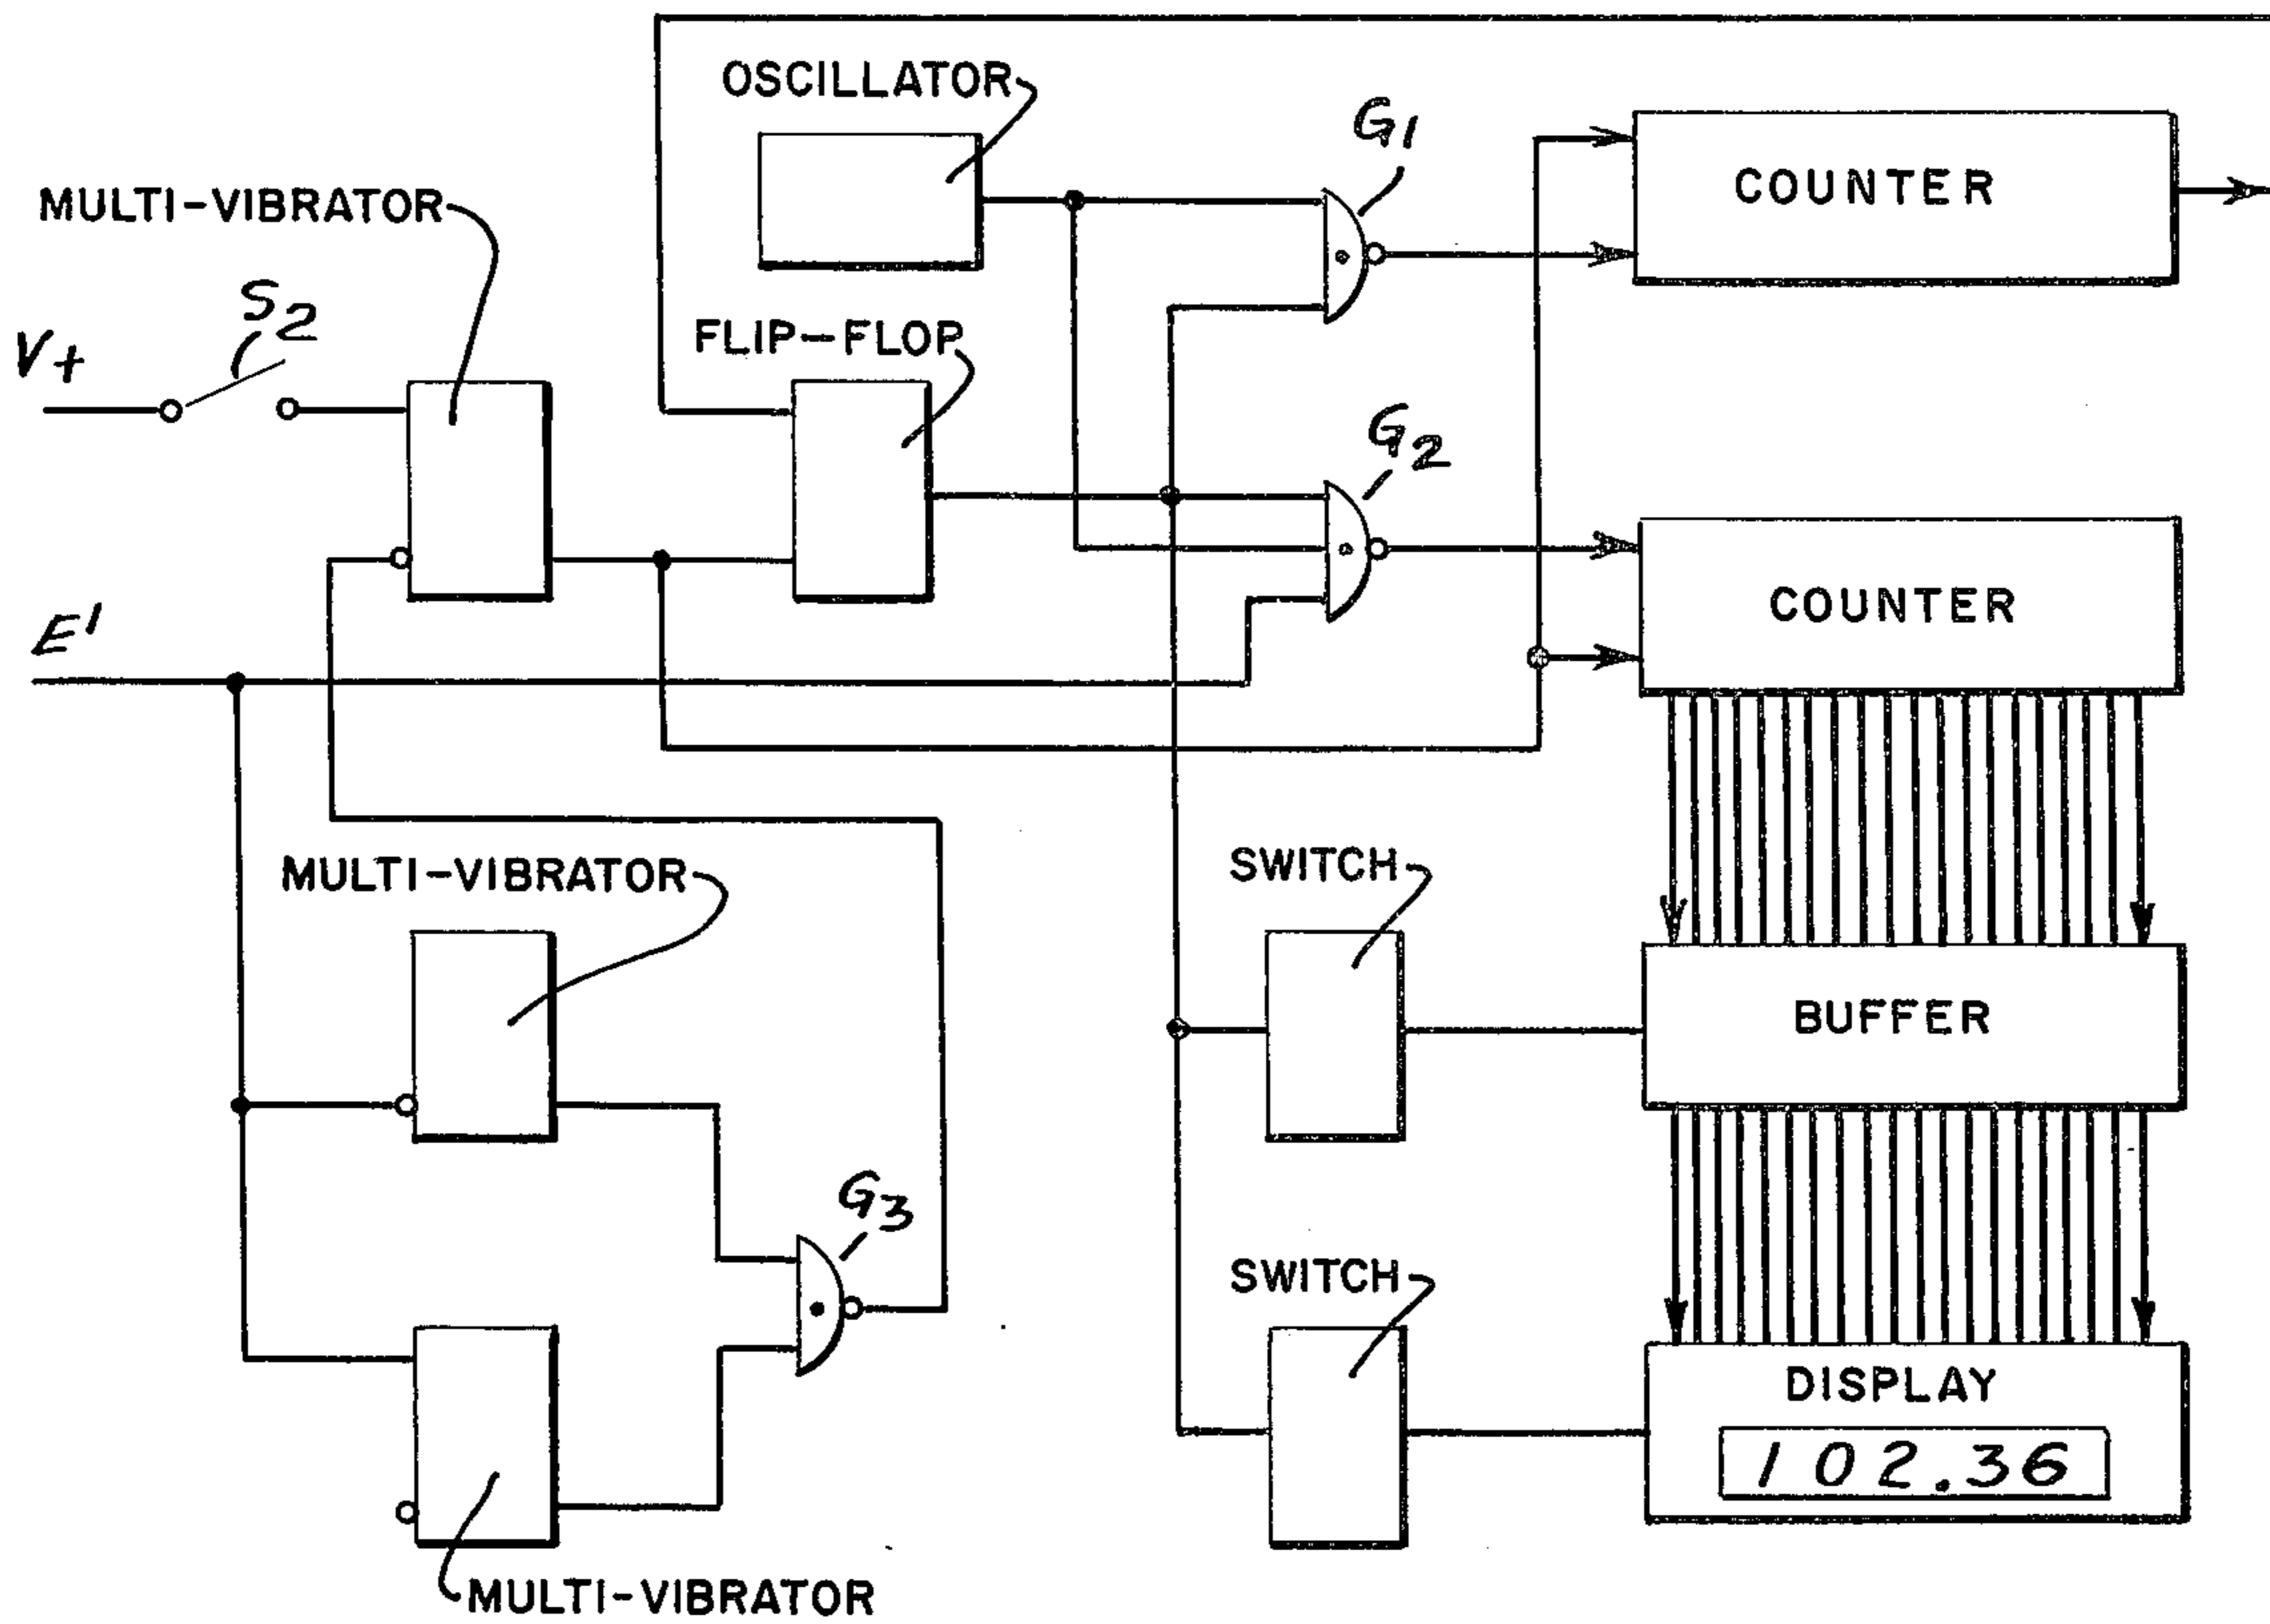 OSCILLATOR
G1
COUNTER
MULTI-VIBRATOR
S2
V+
FLIP-FLOP
G2
COUNTER
E'
MULTI-VIBRATOR
SWITCH
BUFFER
G3
SWITCH
DISPLAY
102.36
MULTI-VIBRATOR